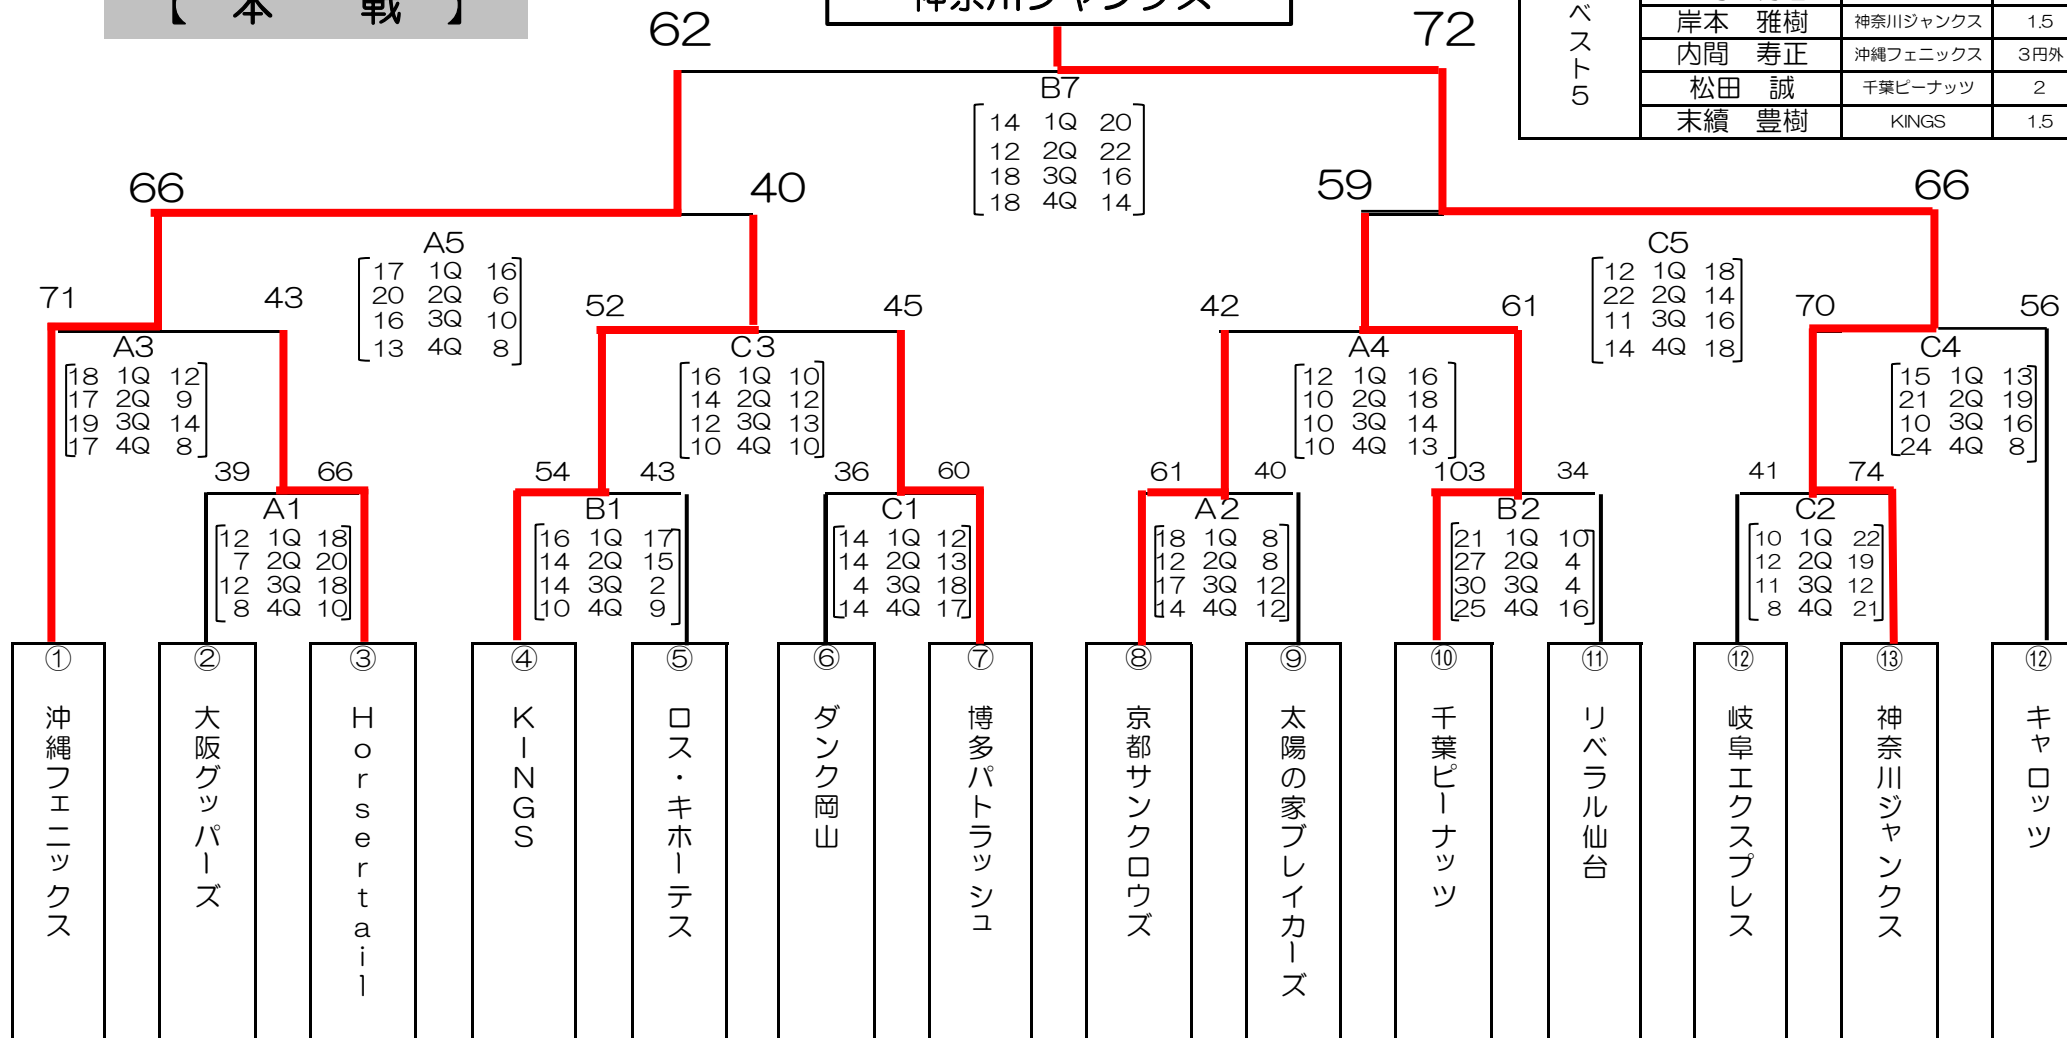 【 本 戦 】
神奈川ジャンクス
62
72
ベスト5
岸本 雅樹 神奈川ジャンクス 1.5
内間 寿正 沖縄フェニックス 3円外
松田 誠 千葉ピーナッツ 2
末續 豊樹 KINGS 1.5
B7
14 1Q 20
12 2Q 22
18 3Q 16
18 4Q 14
66
40
59
66
A5
17 1Q 16
20 2Q 6
16 3Q 10
13 4Q 8
C5
12 1Q 18
22 2Q 14
11 3Q 16
14 4Q 18
71
43
52
45
42
61
70
56
A3
18 1Q 12
17 2Q 9
19 3Q 14
17 4Q 8
C3
16 1Q 10
14 2Q 12
12 3Q 13
10 4Q 10
A4
12 1Q 16
10 2Q 18
10 3Q 14
10 4Q 13
C4
15 1Q 13
21 2Q 19
10 3Q 16
24 4Q 8
39
66
54
43
36
60
61
40
103
34
41
74
A1
12 1Q 18
7 2Q 20
12 3Q 18
8 4Q 10
B1
16 1Q 17
14 2Q 15
14 3Q 2
10 4Q 9
C1
14 1Q 12
14 2Q 13
4 3Q 18
14 4Q 17
A2
18 1Q 8
12 2Q 8
17 3Q 12
14 4Q 12
B2
21 1Q 10
27 2Q 4
30 3Q 4
25 4Q 16
C2
10 1Q 22
12 2Q 19
11 3Q 12
8 4Q 21
① 沖縄フェニックス
② 大阪グッパーズ
③ Horsertail
④ KINGS
⑤ ロス・キホーテス
⑥ ダンク岡山
⑦ 博多パトラッシュ
⑧ 京都サンクロウズ
⑨ 太陽の家ブレイカーズ
⑩ 千葉ピーナッツ
⑪ リベラル仙台
⑫ 岐阜エクスプレス
⑬ 神奈川ジャンクス
⑫ キャロッツ